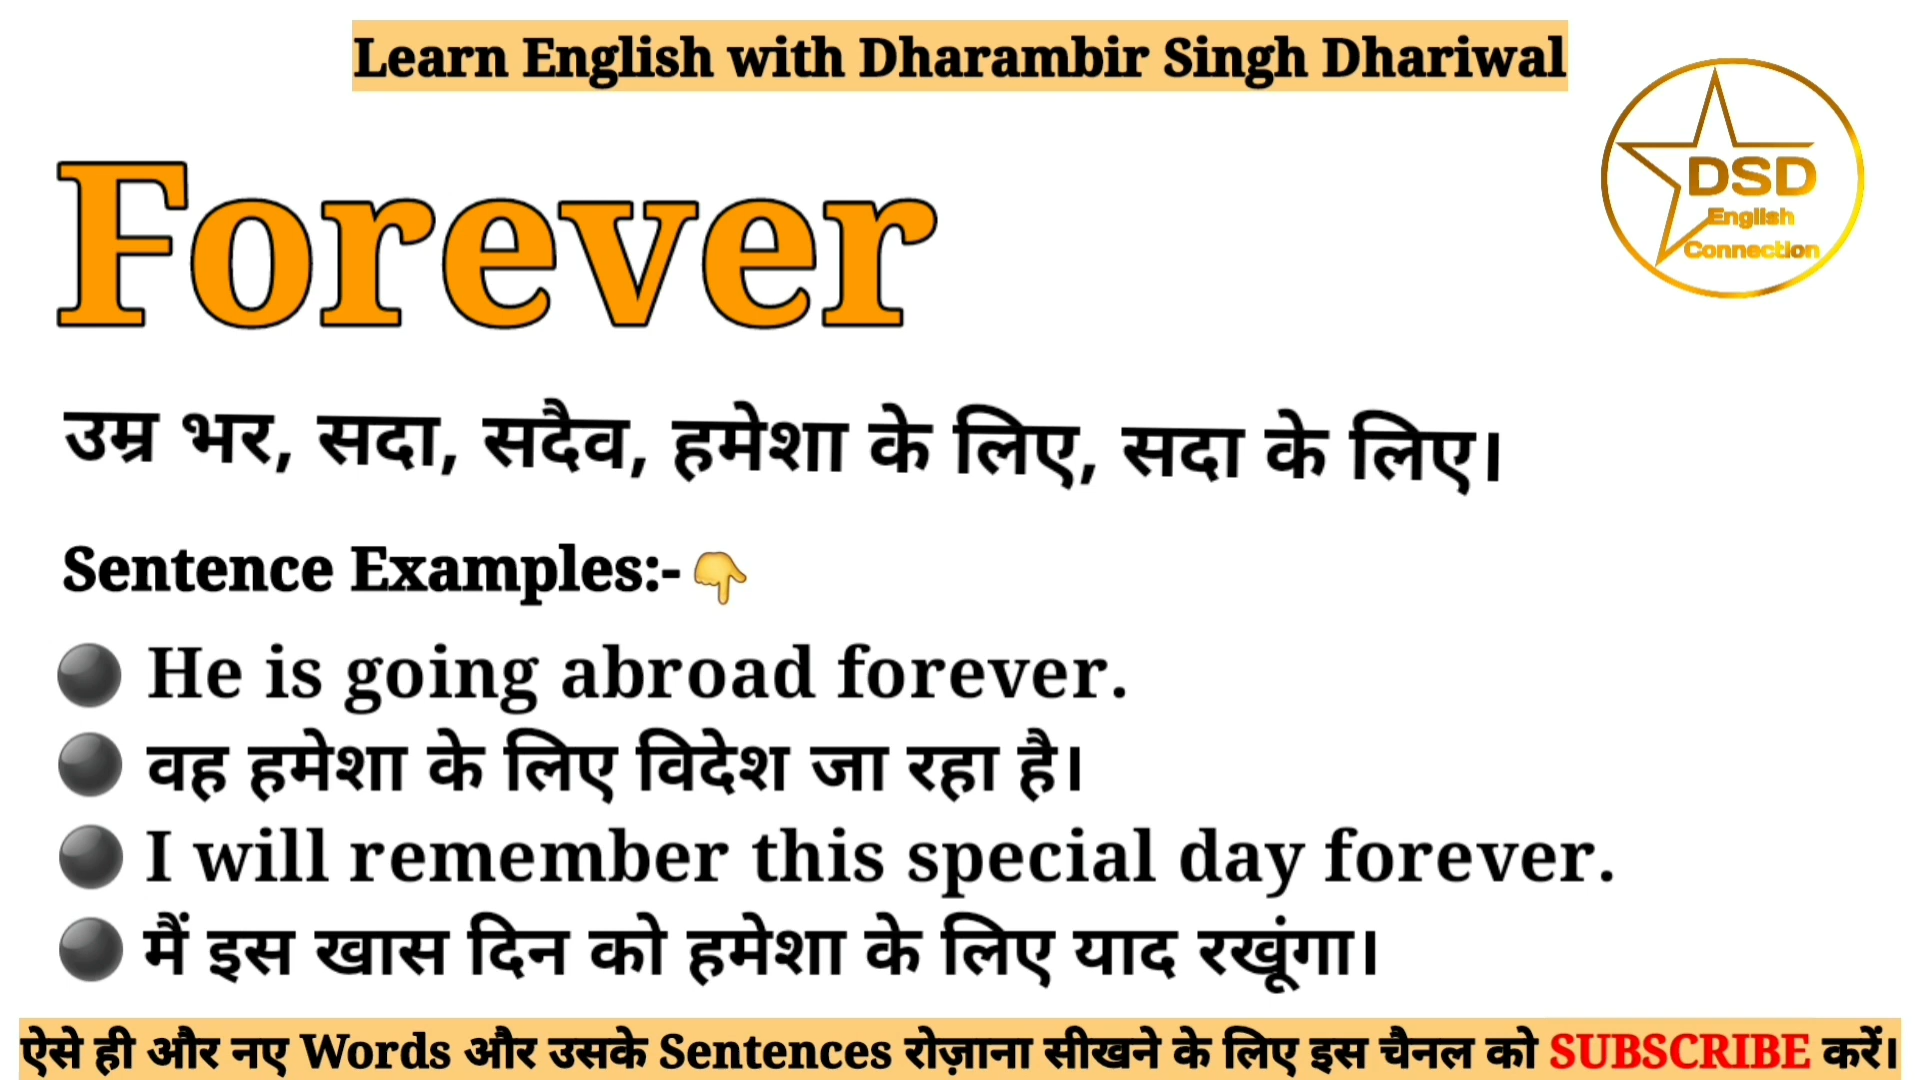 Learn English with Dharambir Singh Dhariwal
DSD
English
Connection
Forever
उम्र भर, सदा, सदैव, हमेशा के लिए, सदा के लिए।
Sentence Examples:- 👇
He is going abroad forever.
वह हमेशा के लिए विदेश जा रहा है।
I will remember this special day forever.
मैं इस खास दिन को हमेशा के लिए याद रखूंगा।
ऐसे ही और नए Words और उसके Sentences रोज़ाना सीखने के लिए इस चैनल को SUBSCRIBE करें।